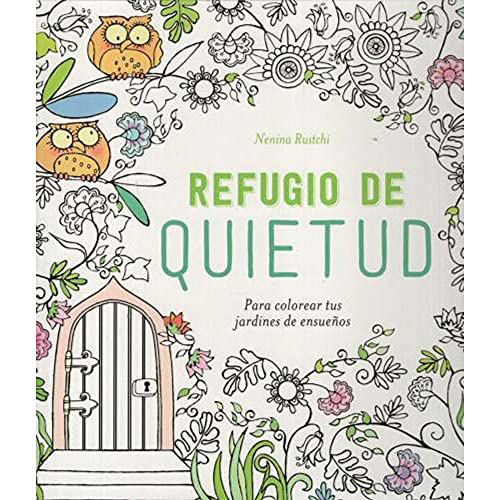 Nenina Rustchi
REFUGIO DE
QUIETUD
Para colorear tus
jardines de ensueños